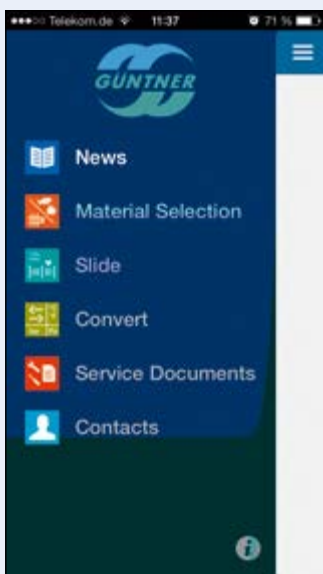 Telekom.de 11:37 71 %
GÜNTNER
News
Material Selection
Slide
Convert
Service Documents
Contacts
i